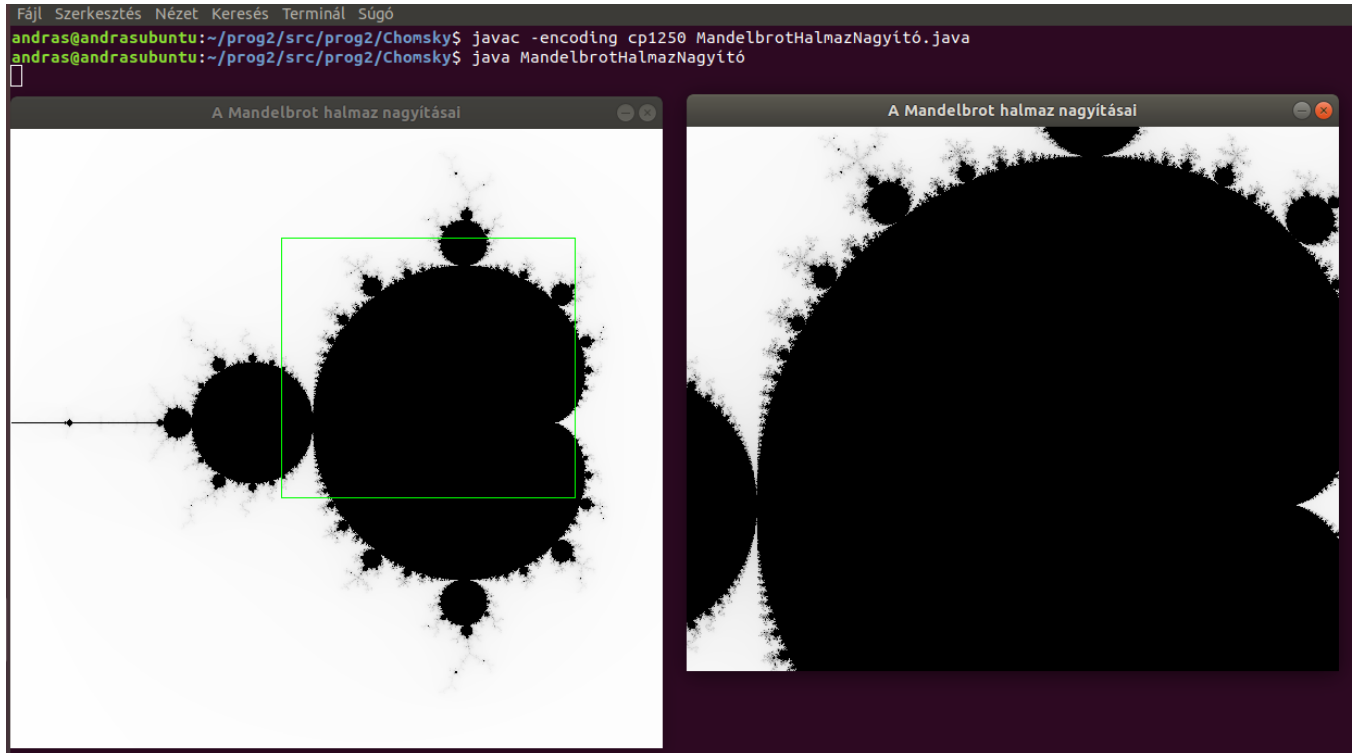 Fájl Szerkesztés Nézet Keresés Terminál Súgó
andras@andrasubuntu:~/prog2/src/prog2/Chomsky$ javac -encoding cp1250 MandelbrotHalmazNagyító.java
andras@andrasubuntu:~/prog2/src/prog2/Chomsky$ java MandelbrotHalmazNagyító
A Mandelbrot halmaz nagyításai
A Mandelbrot halmaz nagyításai